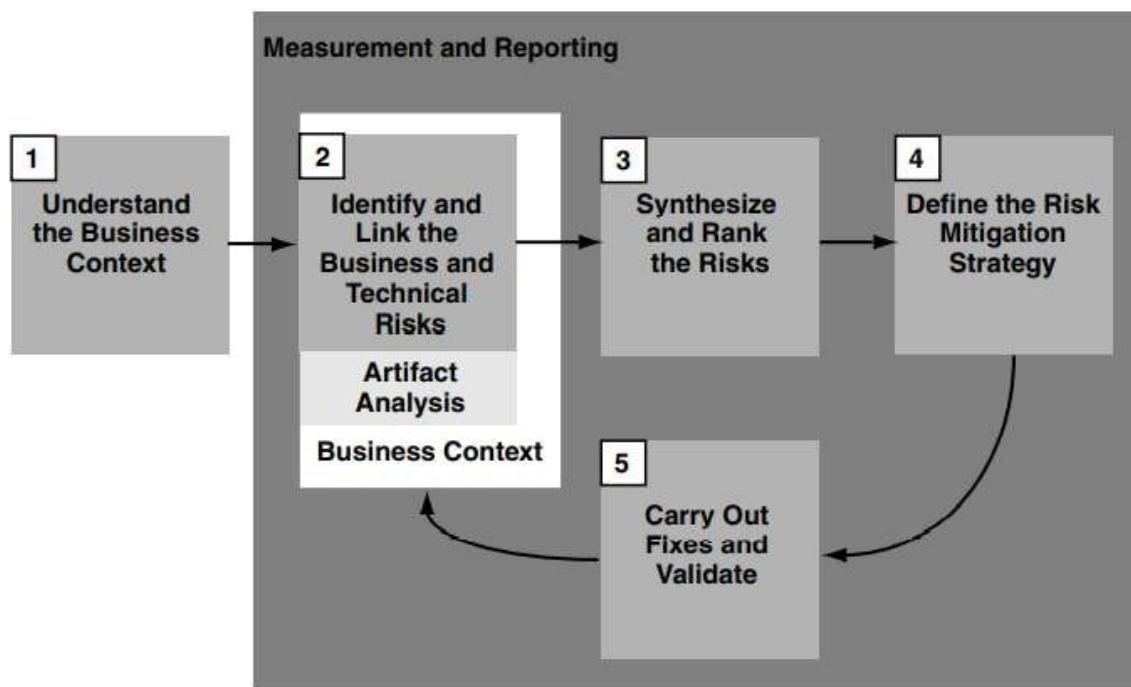 Measurement and Reporting
1
Understand
the Business
Context
2
Identify and
Link the
Business and
Technical
Risks
Artifact
Analysis
Business Context
3
Synthesize
and Rank
the Risks
4
Define the Risk
Mitigation
Strategy
5
Carry Out
Fixes and
Validate